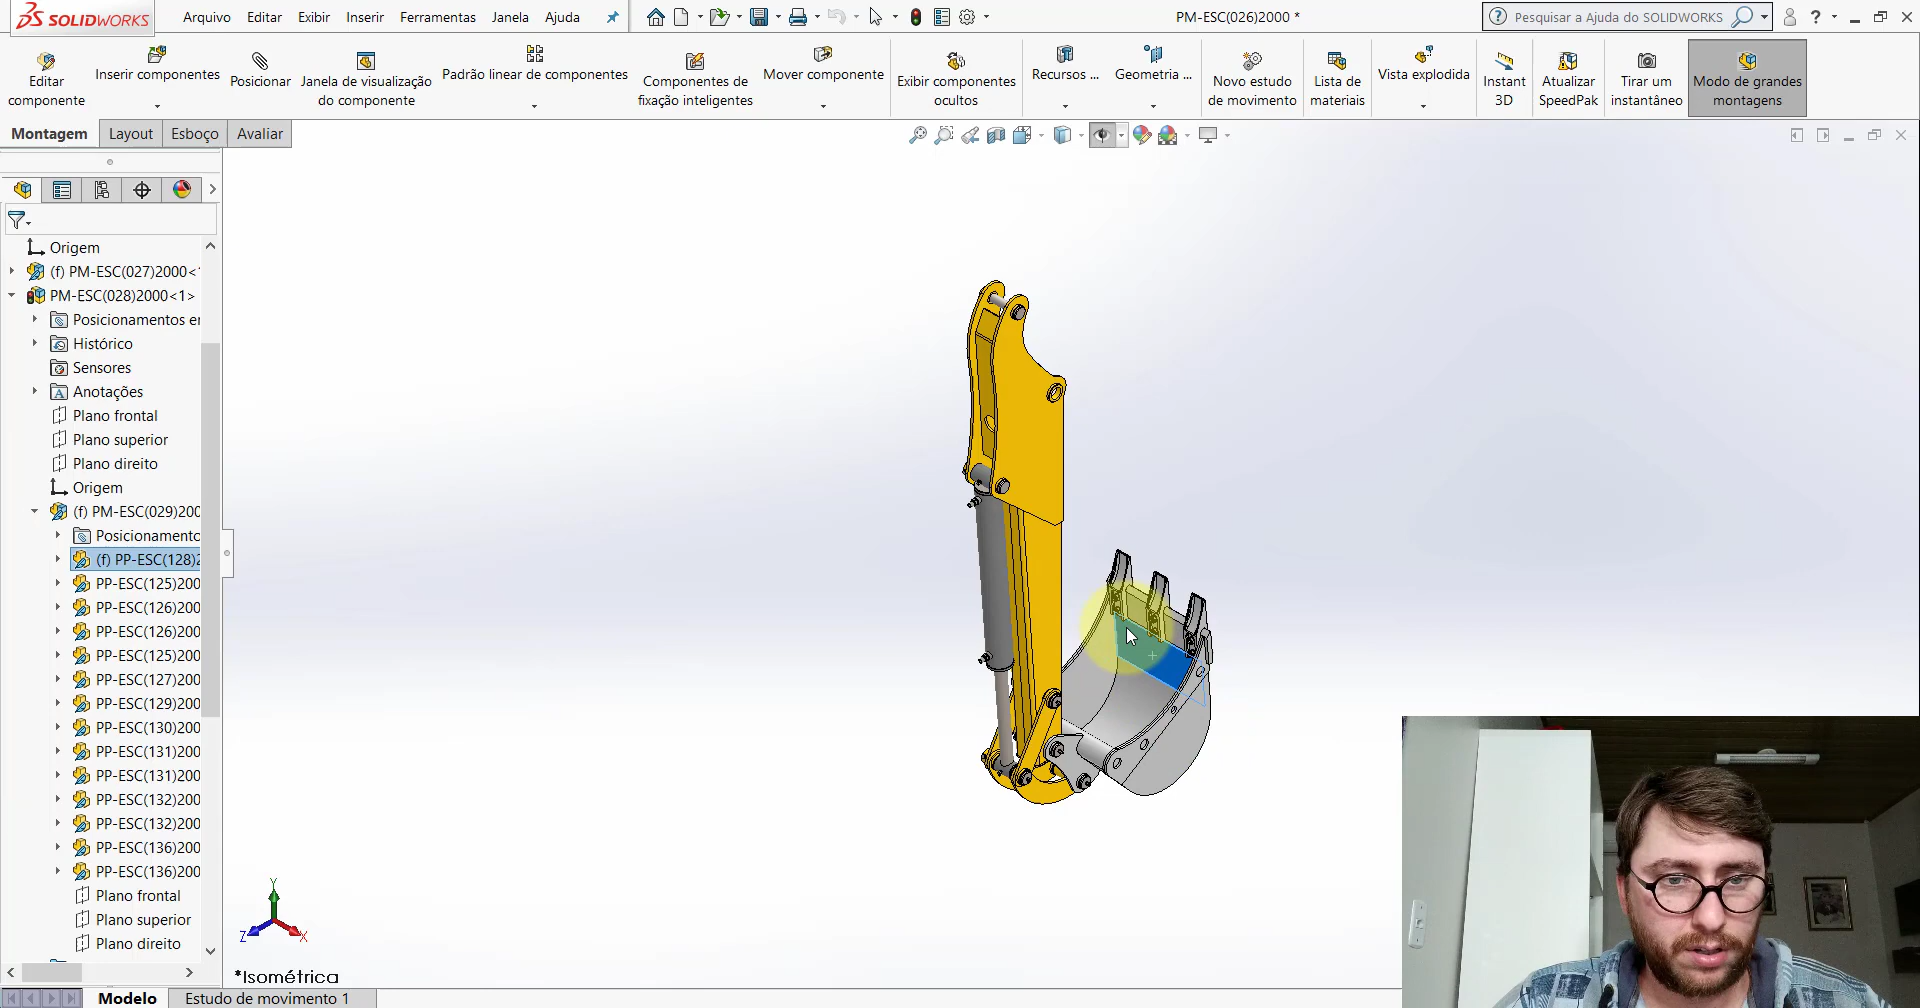 SOLIDWORKS
Arquivo Editar Exibir Inserir Ferramentas Janela Ajuda
PM-ESC(026)2000 *
Pesquisar a Ajuda do SOLIDWORKS
Editar componente
Inserir componentes
Posicionar
Janela de visualização do componente
Padrão linear de componentes
Componentes de fixação inteligentes
Mover componente
Exibir componentes ocultos
Recursos ...
Geometria ...
Novo estudo de movimento
Lista de materiais
Vista explodida
Instant 3D
Atualizar SpeedPak
Tirar um instantâneo
Modo de grandes montagens
Montagem Layout Esboço Avaliar
Origem
(f) PM-ESC(027)2000<
PM-ESC(028)2000<1>
Posicionamentos
Histórico
Sensores
Anotações
Plano frontal
Plano superior
Plano direito
Origem
(f) PM-ESC(029)200
Posicionamento
(f) PP-ESC(128)2
PP-ESC(125)200
PP-ESC(126)200
PP-ESC(126)200
PP-ESC(125)200
PP-ESC(127)200
PP-ESC(129)200
PP-ESC(130)200
PP-ESC(131)200
PP-ESC(131)200
PP-ESC(132)200
PP-ESC(132)200
PP-ESC(136)200
PP-ESC(136)200
Plano frontal
Plano superior
Plano direito
Y
Z
X
*Isométrica
Modelo
Estudo de movimento 1